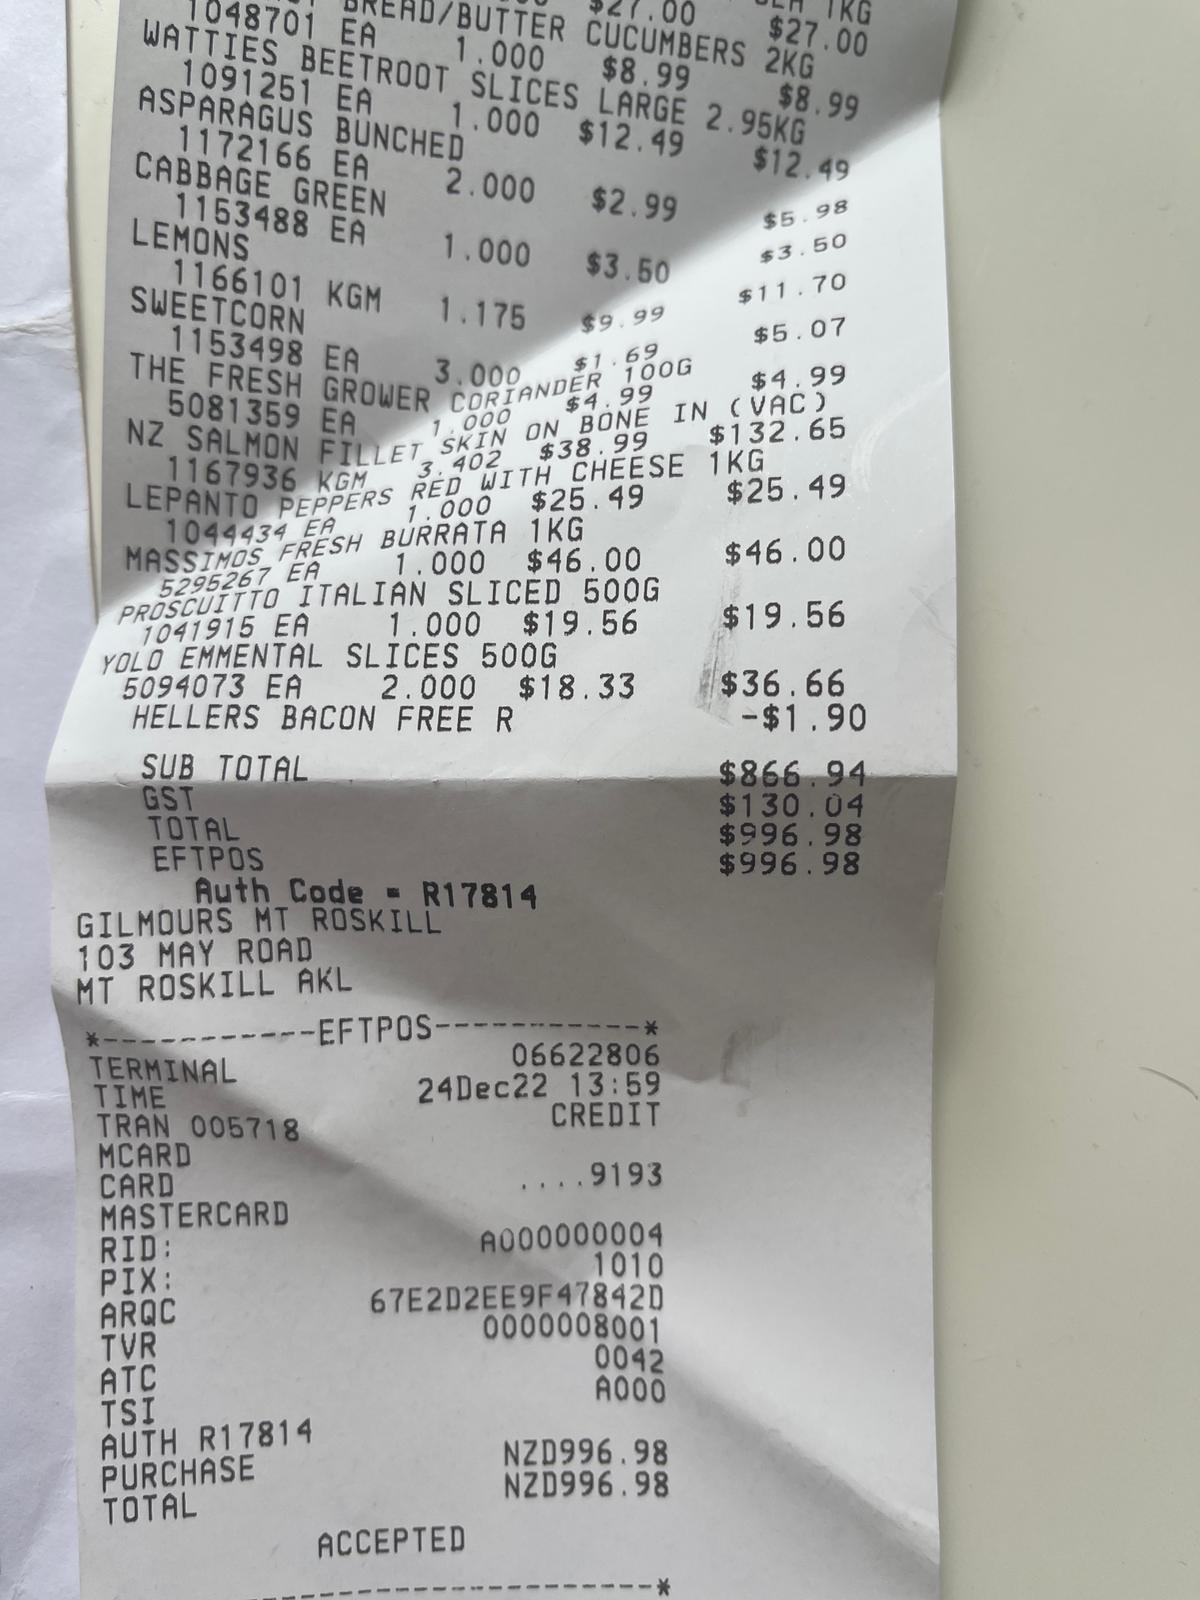 1KG
$27.00 $27.00
BREAD/BUTTER CUCUMBERS 2KG
1048701 EA 1.000 $8.99 $8.99
WATTIES BEETROOT SLICES LARGE 2.95KG
1091251 EA 1.000 $12.49 $12.49
ASPARAGUS BUNCHED
1172166 EA 2.000 $2.99 $5.98
CABBAGE GREEN
1153488 EA 1.000 $3.50 $3.50
LEMONS
1166101 KGM 1.175 $9.99 $11.70
SWEETCORN
1153498 EA 3.000 $1.69 $5.07
THE FRESH GROWER CORIANDER 100G
5081359 EA 1.000 $4.99 $4.99
NZ SALMON FILLET SKIN ON BONE IN (VAC)
1167936 KGM 3.402 $38.99 $132.65
LEPANTO PEPPERS RED WITH CHEESE 1KG
1044434 EA 1.000 $25.49 $25.49
MASSIMOS FRESH BURRATA 1KG
5295267 EA 1.000 $46.00 $46.00
PROSCUITTO ITALIAN SLICED 500G
1041915 EA 1.000 $19.56 $19.56
YOLO EMMENTAL SLICES 500G
5094073 EA 2.000 $18.33 $36.66
HELLERS BACON FREE R -$1.90
SUB TOTAL $866.94
GST $130.04
TOTAL $996.98
EFTPOS $996.98
Auth Code = R17814
GILMOURS MT ROSKILL
103 MAY ROAD
MT ROSKILL AKL
*-----------EFTPOS-----------*
TERMINAL 06622806
TIME 24Dec22 13:59
TRAN 005718 CREDIT
MCARD
CARD ....9193
MASTERCARD
RID: A000000004
PIX: 1010
ARQC 67E2D2EE9F47842D
TVR 0000008001
ATC 0042
TSI A000
AUTH R17814
PURCHASE NZD996.98
TOTAL NZD996.98
ACCEPTED
----------------------------*